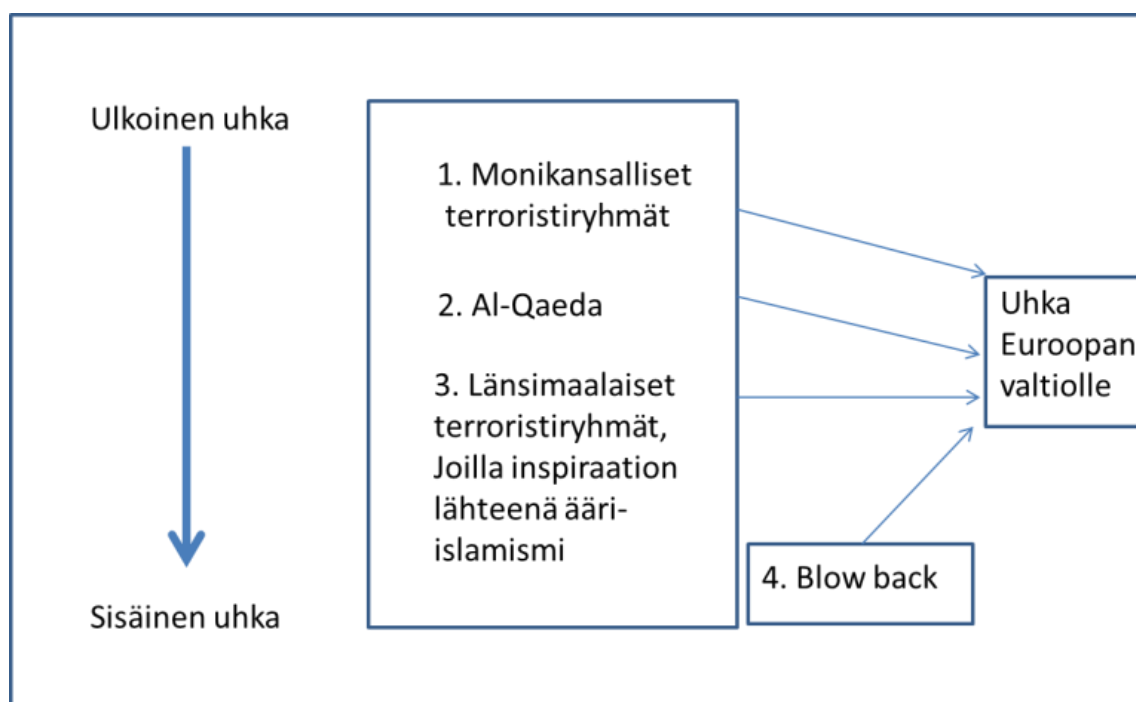 Ulkoinen uhka
Sisäinen uhka
1. Monikansalliset
terroristiryhmät
2. Al-Qaeda
3. Länsimaalaiset
terroristiryhmät,
Joilla inspiraation
lähteenä ääri-
islamismi
4. Blow back
Uhka
Euroopan
valtiolle